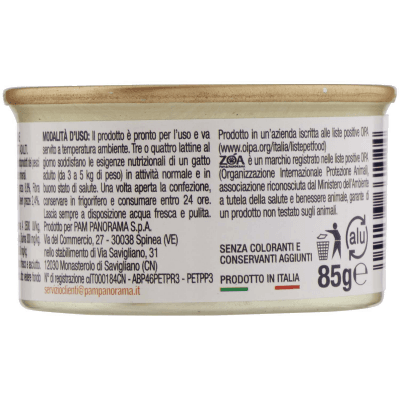 MODALITÀ D'USO: Il prodotto è pronto per l'uso e va
servito a temperatura ambiente. Tre o quattro lattine al
giorno soddisfano le esigenze nutrizionali di un gatto
adulto (da 3 a 5 kg di peso) in attività normale e in
buono stato di salute. Una volta aperta la confezione,
conservare in frigorifero e consumare entro 24 ore.
Lascia sempre a disposizione acqua fresca e pulita.
Prodotto per PAM PANORAMA S.p.A.
Via del Commercio, 27 - 30038 Spinea (VE)
nello stabilimento di Via Savigliano, 31
12030 Monasterolo di Savigliano (CN)
N° di registrazione αIT000184CN - ABP46PETPR3 - PETPP3
servizioclienti@pampanorama.it
Prodotto in un'azienda iscritta alle liste positive OIPA
www.oipa.org/Italia/listepetfood/
ZOA è un marchio registrato nelle liste positive OIPA
(Organizzazione Internazionale Protezione Animali),
associazione riconosciuta dal Ministero dell'Ambiente
a tutela della salute e benessere animale, garante di
un prodotto non testato sugli animali.
SENZA COLORANTI E
CONSERVANTI AGGIUNTI
PRODOTTO IN ITALIA
alu
85g℮